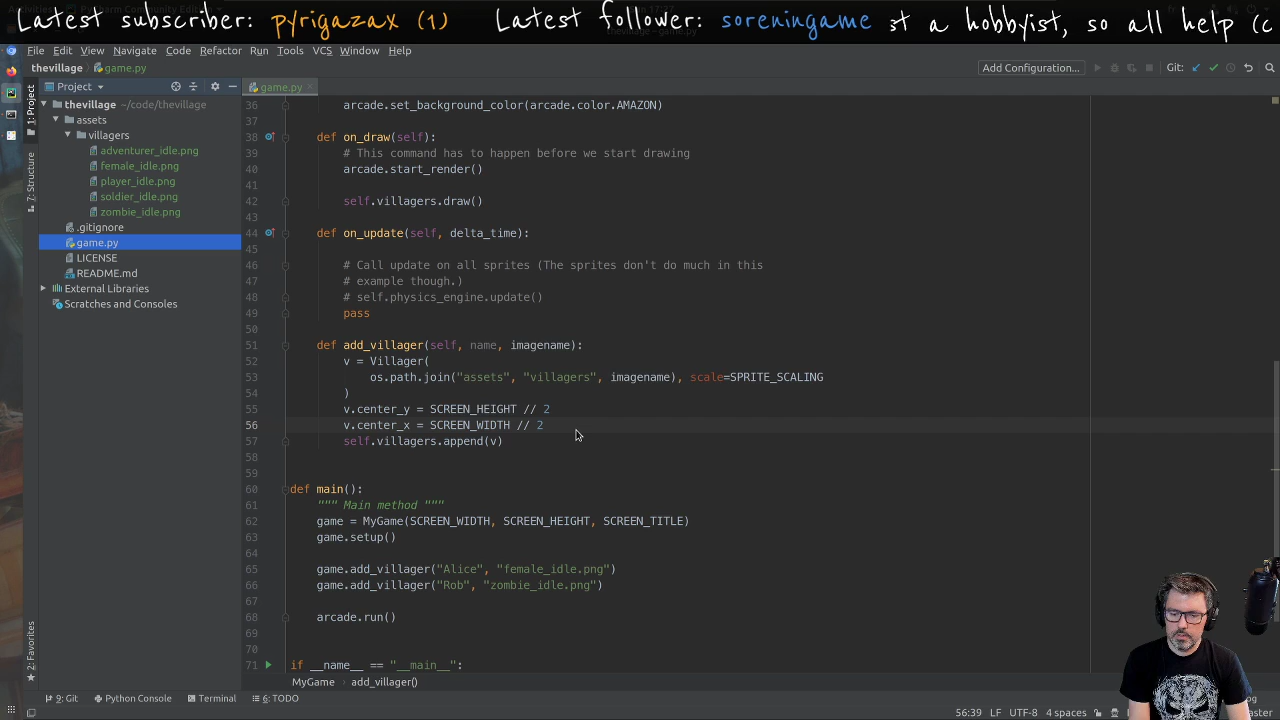 Latest subscriber: pyrigazax (1) Latest follower: soreningame st a hobbyist, so all help (c
File Edit View Navigate Code Refactor Run Tools VCS Window Help
thevillage game.py Add Configuration... Git:
Project game.py
1: Project
7: Structure
2: Favorites
thevillage ~/code/thevillage
assets
villagers
adventurer_idle.png
female_idle.png
player_idle.png
soldier_idle.png
zombie_idle.png
.gitignore
game.py
LICENSE
README.md
External Libraries
Scratches and Consoles
36 arcade.set_background_color(arcade.color.AMAZON)
37
38 def on_draw(self):
39 # This command has to happen before we start drawing
40 arcade.start_render()
41
42 self.villagers.draw()
43
44 def on_update(self, delta_time):
45
46 # Call update on all sprites (The sprites don't do much in this
47 # example though.)
48 # self.physics_engine.update()
49 pass
50
51 def add_villager(self, name, imagename):
52 v = Villager(
53 os.path.join("assets", "villagers", imagename), scale=SPRITE_SCALING
54 )
55 v.center_y = SCREEN_HEIGHT // 2
56 v.center_x = SCREEN_WIDTH // 2
57 self.villagers.append(v)
58
59
60 def main():
61 """ Main method """
62 game = MyGame(SCREEN_WIDTH, SCREEN_HEIGHT, SCREEN_TITLE)
63 game.setup()
64
65 game.add_villager("Alice", "female_idle.png")
66 game.add_villager("Rob", "zombie_idle.png")
67
68 arcade.run()
69
70
71 if __name__ == "__main__":
MyGame add_villager()
9: Git Python Console Terminal 6: TODO
56:39 LF UTF-8 4 spaces